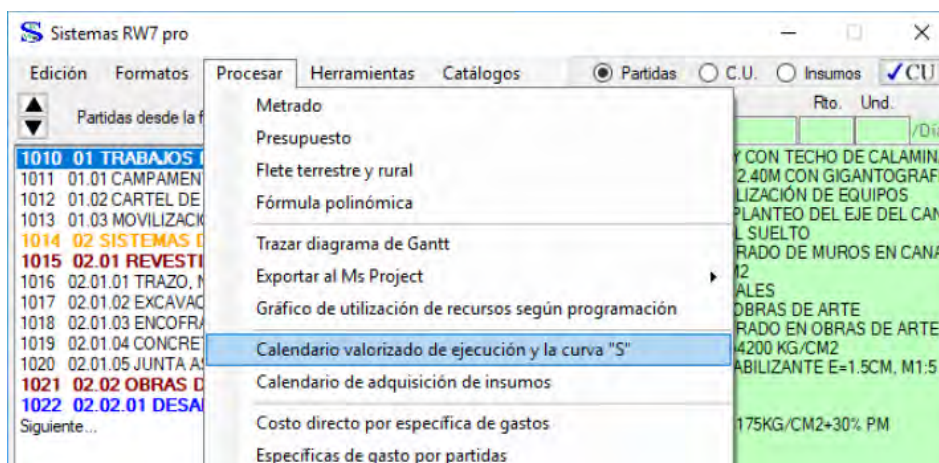 Sistemas RW7 pro
Edición Formatos Procesar Herramientas Catálogos Partidas C.U. Insumos ✓CU
Partidas desde la f
Rto. Und.
/Día
1010 01 TRABAJOS
1011 01.01 CAMPAMEN
1012 01.02 CARTEL DE
1013 01.03 MOVILIZACI
1014 02 SISTEMAS D
1015 02.01 REVESTI
1016 02.01.01 TRAZO,
1017 02.01.02 EXCAVAC
1018 02.01.03 ENCOFRA
1019 02.01.04 CONCRE
1020 02.01.05 JUNTA AS
1021 02.02 OBRAS D
1022 02.02.01 DESA
Siguiente...
Metrado
Presupuesto
Flete terrestre y rural
Fórmula polinómica
Trazar diagrama de Gantt
Exportar al Ms Project
Gráfico de utilización de recursos según programación
Calendario valorizado de ejecución y la curva "S"
Calendario de adquisición de insumos
Costo directo por específica de gastos
Específicas de gasto por partidas
Y CON TECHO DE CALAMINA
2.40M CON GIGANTOGRAF
LIZACIÓN DE EQUIPOS
PLANTEO DEL EJE DEL CAN
L SUELTO
RADO DE MUROS EN CANA
M2
ALES
OBRAS DE ARTE
RADO EN OBRAS DE ARTE
4200 KG/CM2
ABILIZANTE E=1.5CM, M1:5
175KG/CM2+30% PM